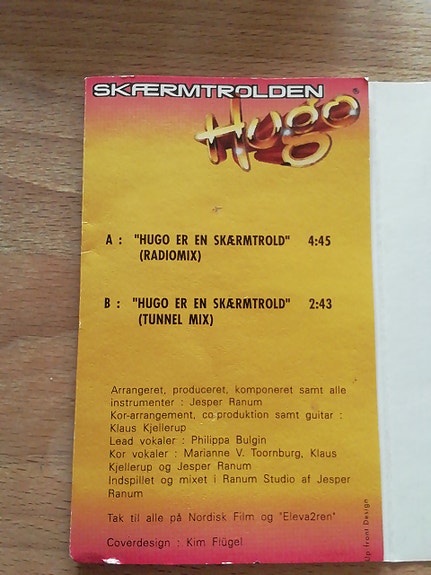 SKÆRMTROLDEN
Hugo ®
A : "HUGO ER EN SKÆRMTROLD" 4:45
(RADIOMIX)
B : "HUGO ER EN SKÆRMTROLD" 2:43
(TUNNEL MIX)
Arrangeret, produceret, komponeret samt alle
instrumenter : Jesper Ranum
Kor-arrangement, co produktion samt guitar :
Klaus Kjellerup
Lead vokaler : Philippa Bulgin
Kor vokaler : Marianne V. Toornburg, Klaus
Kjellerup og Jesper Ranum
Indspillet og mixet i Ranum Studio af Jesper
Ranum
Tak til alle på Nordisk Film og "Eleva2ren"
Coverdesign : Kim Flügel
Up Front Design